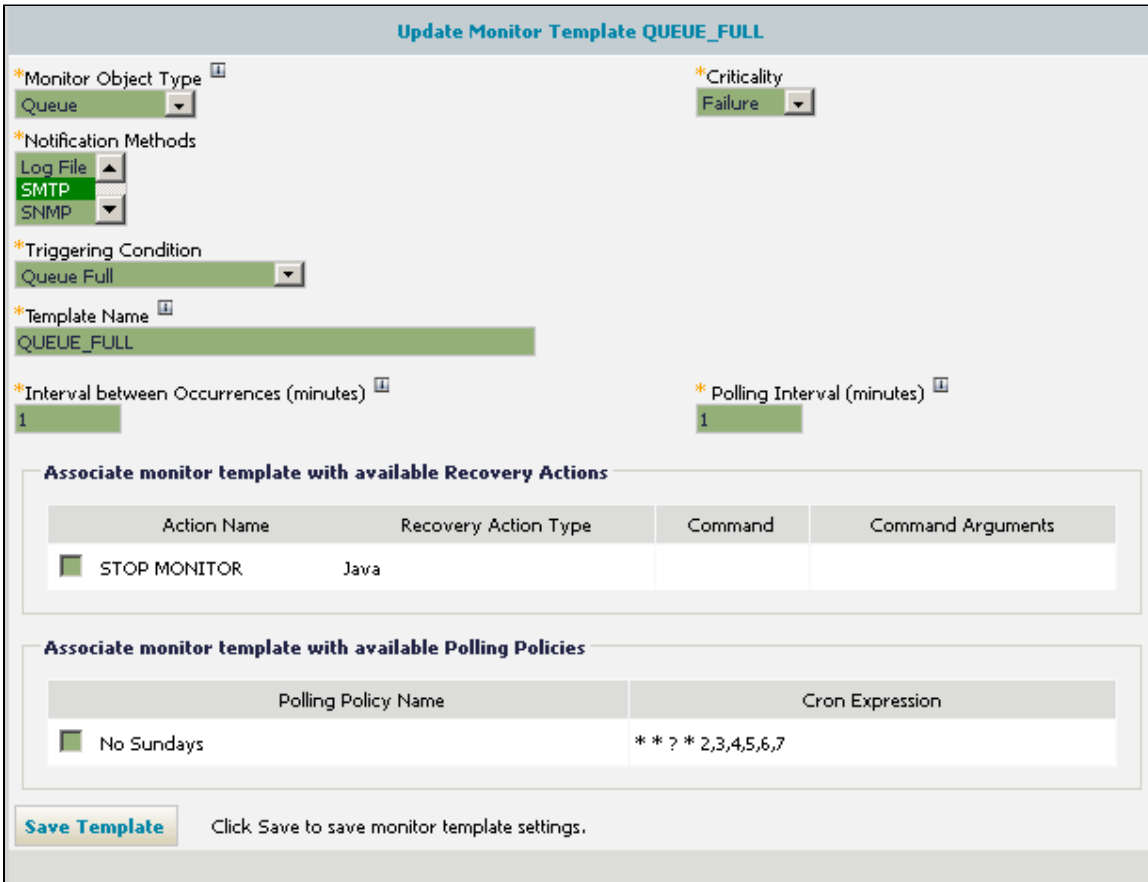 Update Monitor Template QUEUE_FULL
*Monitor Object Type
*Criticality
Queue
Failure
*Notification Methods
Log File
SMTP
SNMP
*Triggering Condition
Queue Full
*Template Name
QUEUE_FULL
*Interval between Occurrences (minutes)
* Polling Interval (minutes)
1
1
Associate monitor template with available Recovery Actions
Action Name Recovery Action Type Command Command Arguments
STOP MONITOR Java
Associate monitor template with available Polling Policies
Polling Policy Name Cron Expression
No Sundays * * ? * 2,3,4,5,6,7
Save Template Click Save to save monitor template settings.